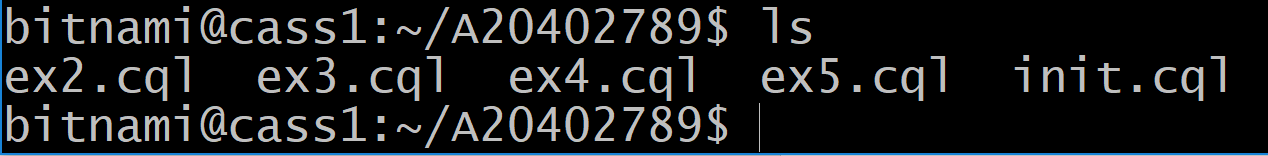 bitnami@cass1:~/A20402789$ ls
ex2.cql  ex3.cql  ex4.cql  ex5.cql  init.cql
bitnami@cass1:~/A20402789$